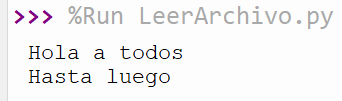 >>> %Run LeerArchivo.py
Hola a todos
Hasta luego